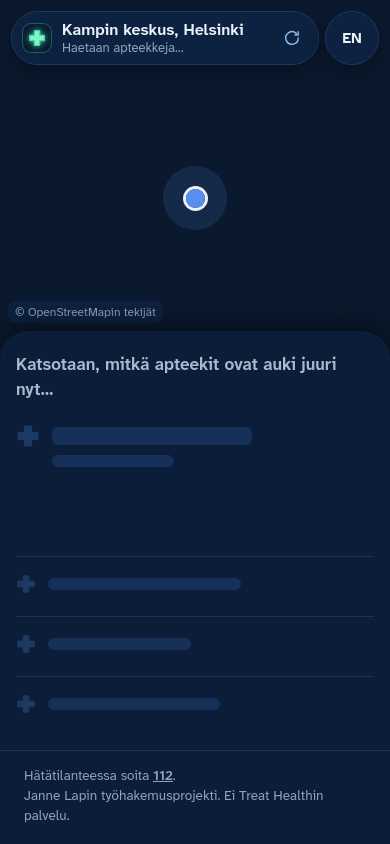 Kampin keskus, Helsinki
Haetaan apteekkeja…
EN
© OpenStreetMapin tekijät
Katsotaan, mitkä apteekit ovat auki juuri
nyt…
Hätätilanteessa soita 112.
Janne Lapin työhakemusprojekti. Ei Treat Healthin
palvelu.